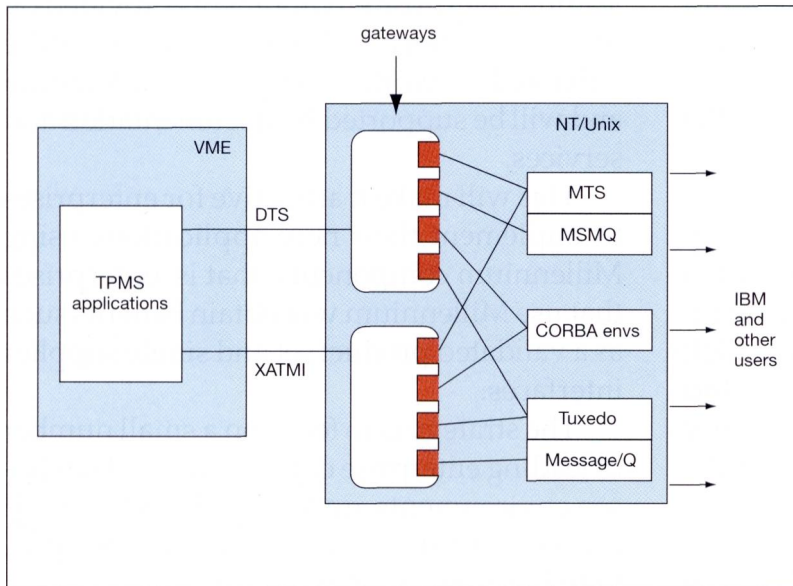 gateways
VME
NT/Unix
DTS
MTS
MSMQ
TPMS
applications
CORBA envs
IBM
and
other
users
XATMI
Tuxedo
Message/Q